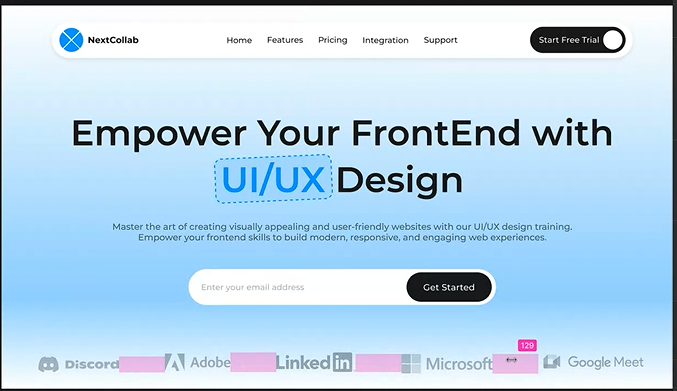 NextCollab
Home Features Pricing Integration Support
Start Free Trial
Empower Your FrontEnd with
UI/UX Design
Master the art of creating visually appealing and user-friendly websites with our UI/UX design training.
Empower your frontend skills to build modern, responsive, and engaging web experiences.
Enter your email address
Get Started
129
Discord Adobe Linked in Microsoft Google Meet